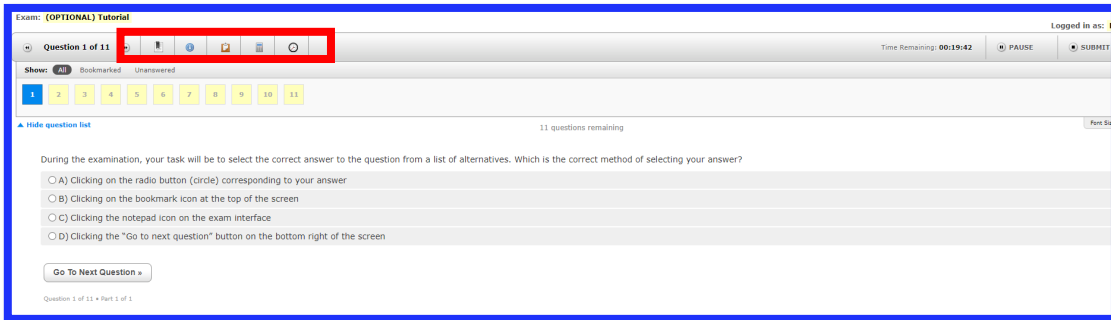 Exam: (OPTIONAL) Tutorial
Logged in as:
Question 1 of 11
Time Remaining: 00:19:42
PAUSE
SUBMIT
Show: All Bookmarked Unanswered
1 2 3 4 5 6 7 8 9 10 11
Hide question list
11 questions remaining
Font Siz
During the examination, your task will be to select the correct answer to the question from a list of alternatives. Which is the correct method of selecting your answer?
A) Clicking on the radio button (circle) corresponding to your answer
B) Clicking on the bookmark icon at the top of the screen
C) Clicking the notepad icon on the exam interface
D) Clicking the “Go to next question” button on the bottom right of the screen
Go To Next Question »
Question 1 of 11 • Part 1 of 1